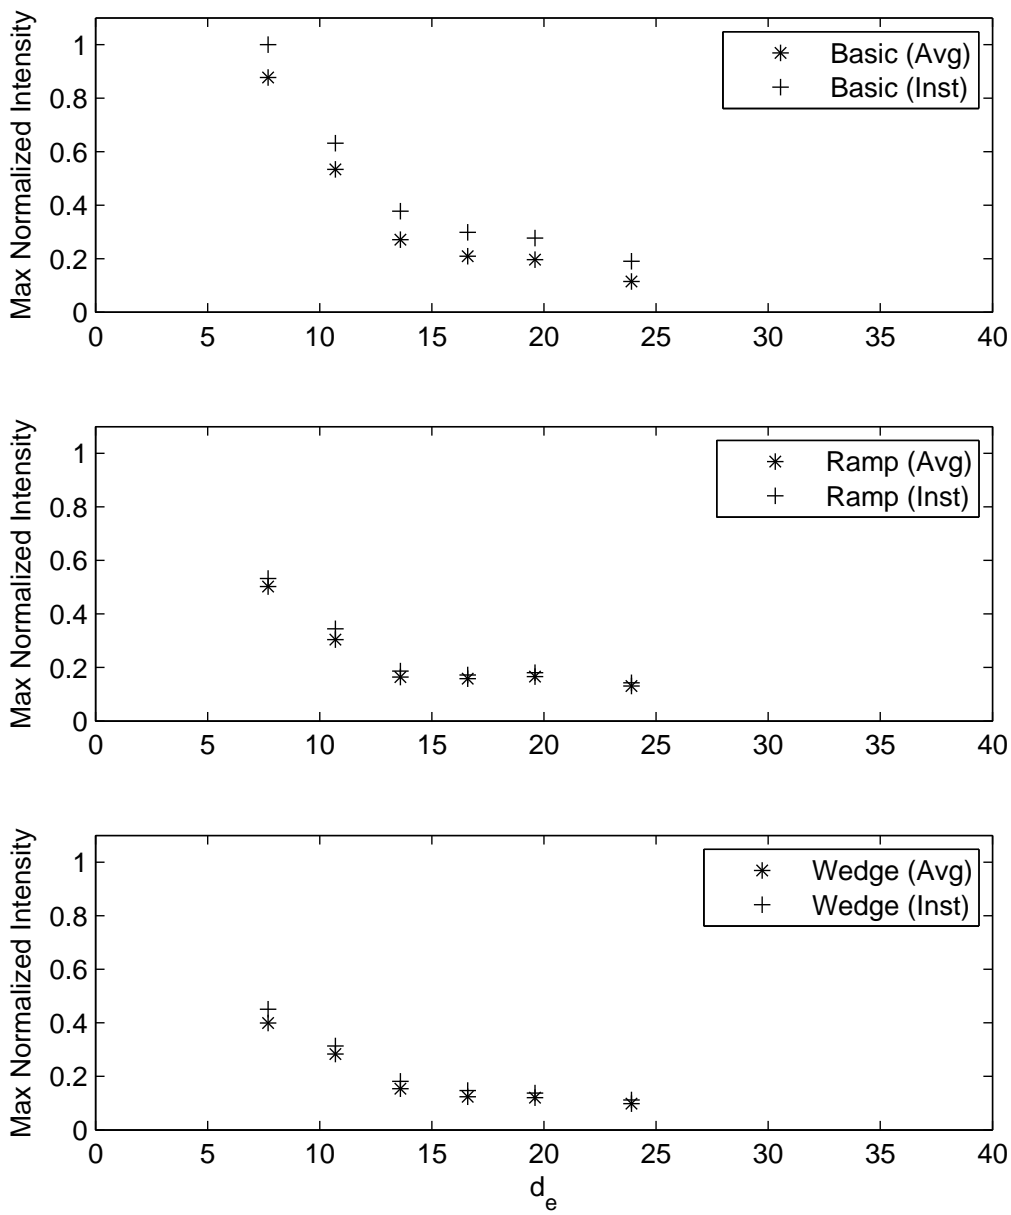 Max Normalized Intensity
1
0.8
0.6
0.4
0.2
0
0 5 10 15 20 25 30 35 40
Basic (Avg)
Basic (Inst)
Max Normalized Intensity
1
0.8
0.6
0.4
0.2
0
0 5 10 15 20 25 30 35 40
Ramp (Avg)
Ramp (Inst)
Max Normalized Intensity
1
0.8
0.6
0.4
0.2
0
0 5 10 15 20 25 30 35 40
Wedge (Avg)
Wedge (Inst)
d_e